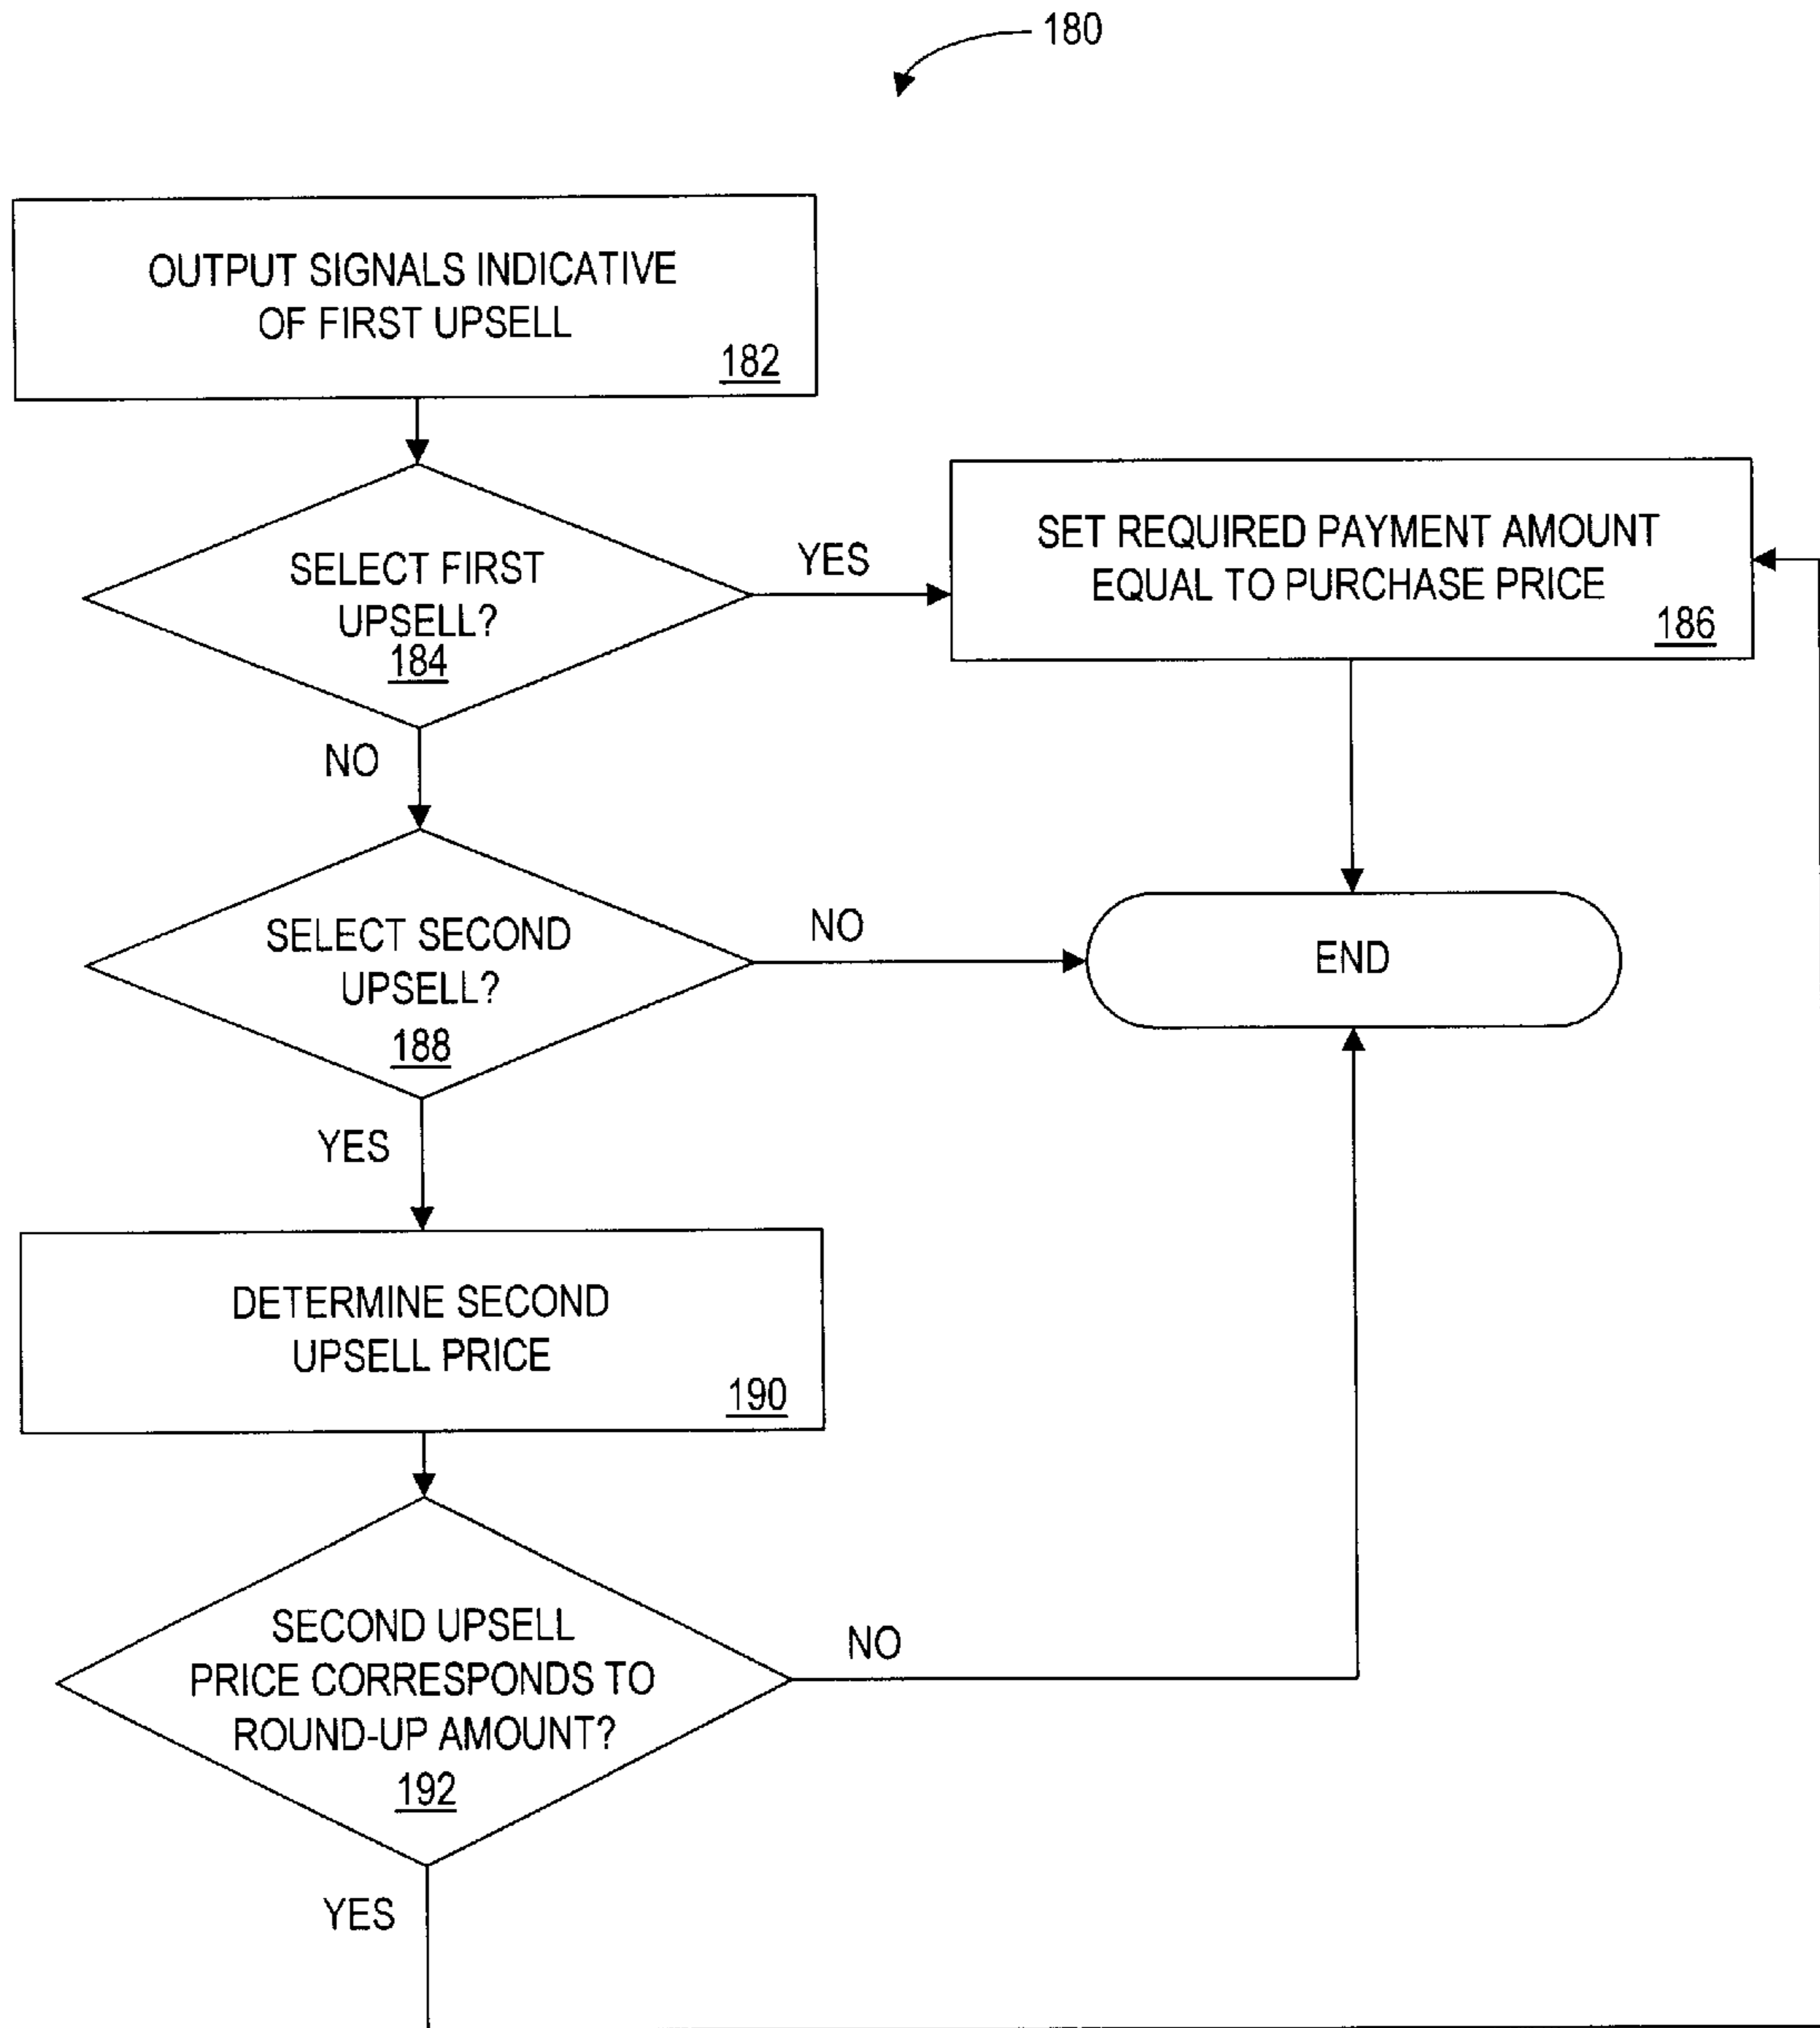 180
OUTPUT SIGNALS INDICATIVE
OF FIRST UPSELL
182
SELECT FIRST
UPSELL?
184
YES
SET REQUIRED PAYMENT AMOUNT
EQUAL TO PURCHASE PRICE
186
NO
SELECT SECOND
UPSELL?
188
NO
END
YES
DETERMINE SECOND
UPSELL PRICE
190
SECOND UPSELL
PRICE CORRESPONDS TO
ROUND-UP AMOUNT?
192
NO
YES